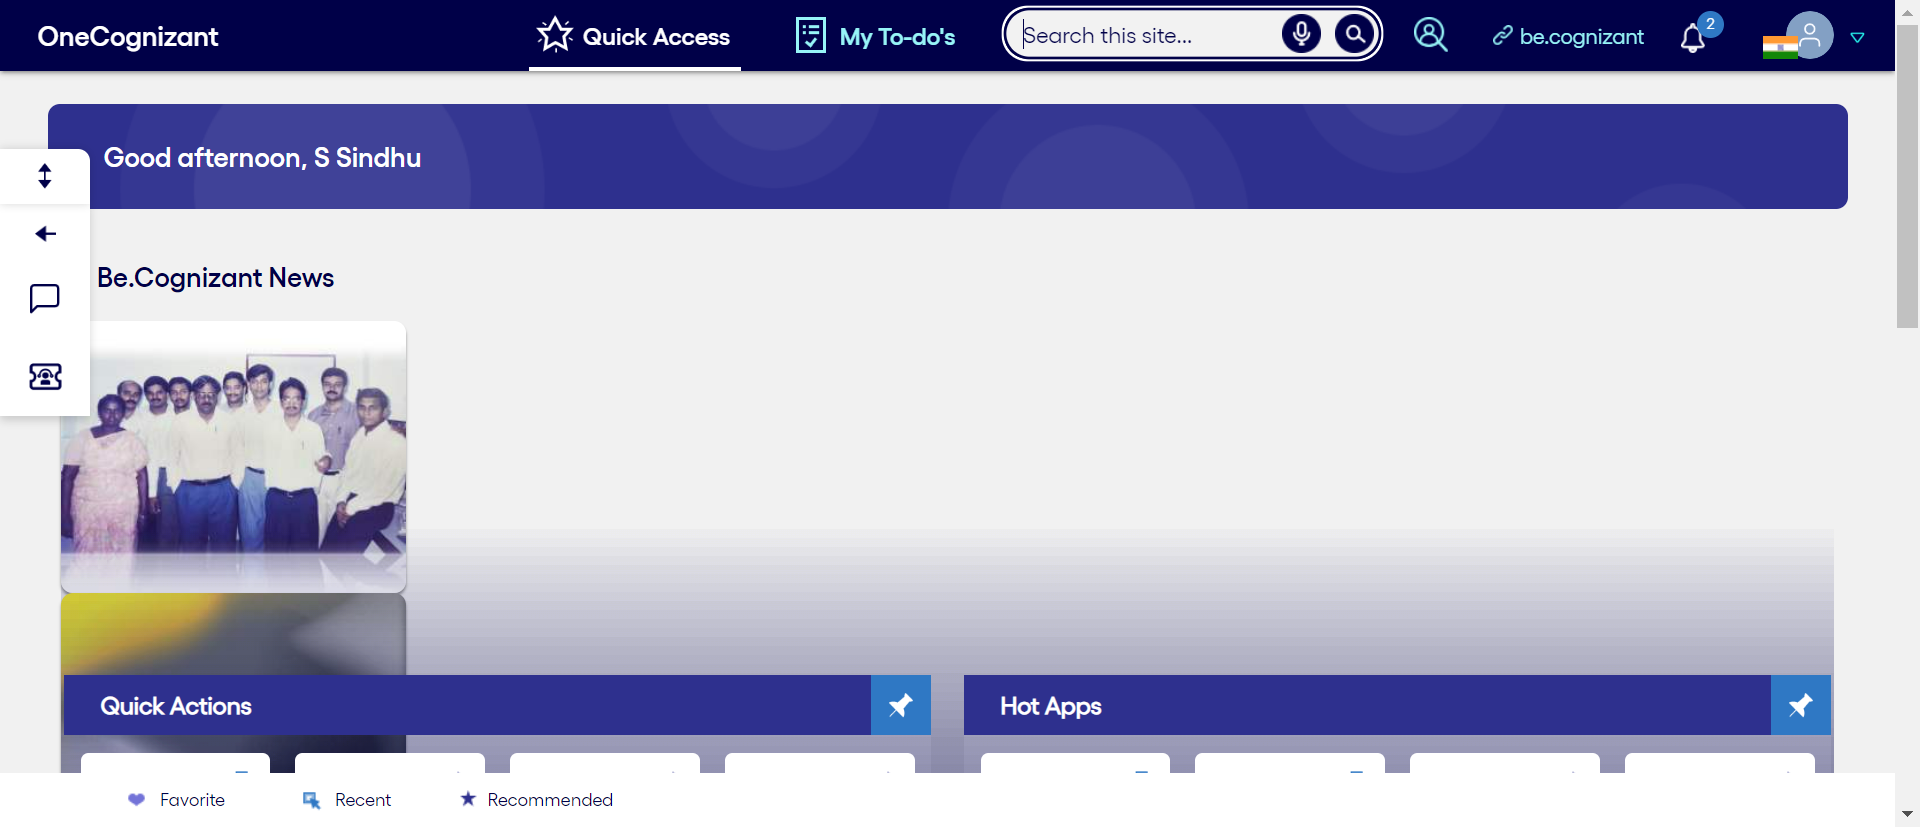 OneCognizant
Quick Access
My To-do's
Search this site...
be.cognizant
2
Good afternoon, S Sindhu
Be.Cognizant News
Quick Actions
Hot Apps
Favorite
Recent
Recommended